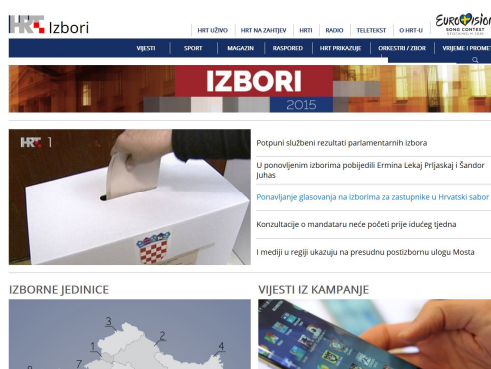 HRT Izbori
HRT UŽIVO HRT NA ZAHTJEV HRTI RADIO TELETEKST O HRT-U
EUROVISION
SONG CONTEST
VIJESTI SPORT MAGAZIN RASPORED HRT PRIKAZUJE ORKESTRI / ZBOR VRIJEME I PROMET
IZBORI
2015
HRT 1
Potpuni službeni rezultati parlamentarnih izbora
U ponovljenim izborima pobijedili Ermina Lekaj Prljaskaj i Šandor
Juhas
Ponavljanje glasovanja na izborima za zastupnike u Hrvatski sabor
Konzultacije o mandataru neće početi prije idućeg tjedna
I mediji u regiji ukazuju na presudnu postizbornu ulogu Mosta
IZBORNE JEDINICE
VIJESTI IZ KAMPANJE
3
2
1
4
8
7